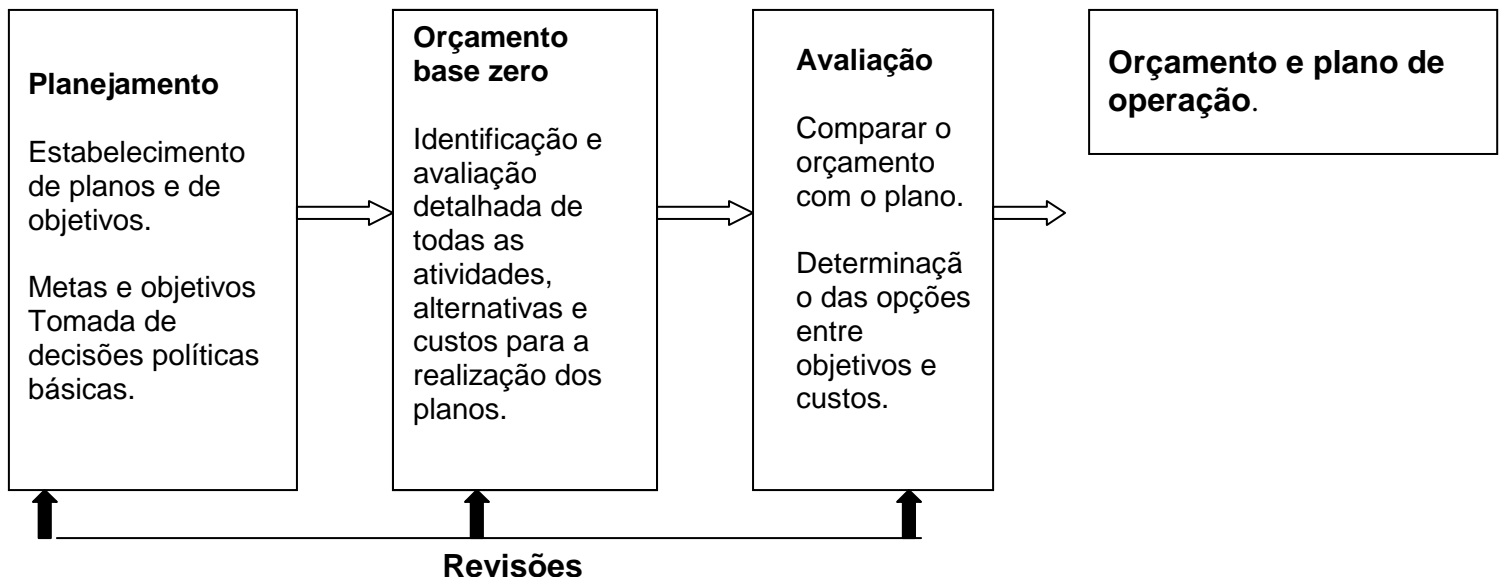 Planejamento
Estabelecimento
de planos e de
objetivos.
Metas e objetivos
Tomada de
decisões políticas
básicas.
Orçamento
base zero
Identificação e
avaliação
detalhada de
todas as
atividades,
alternativas e
custos para a
realização dos
planos.
Avaliação
Comparar o
orçamento
com o plano.
Determinaçã
o das opções
entre
objetivos e
custos.
Orçamento e plano de
operação.
Revisões